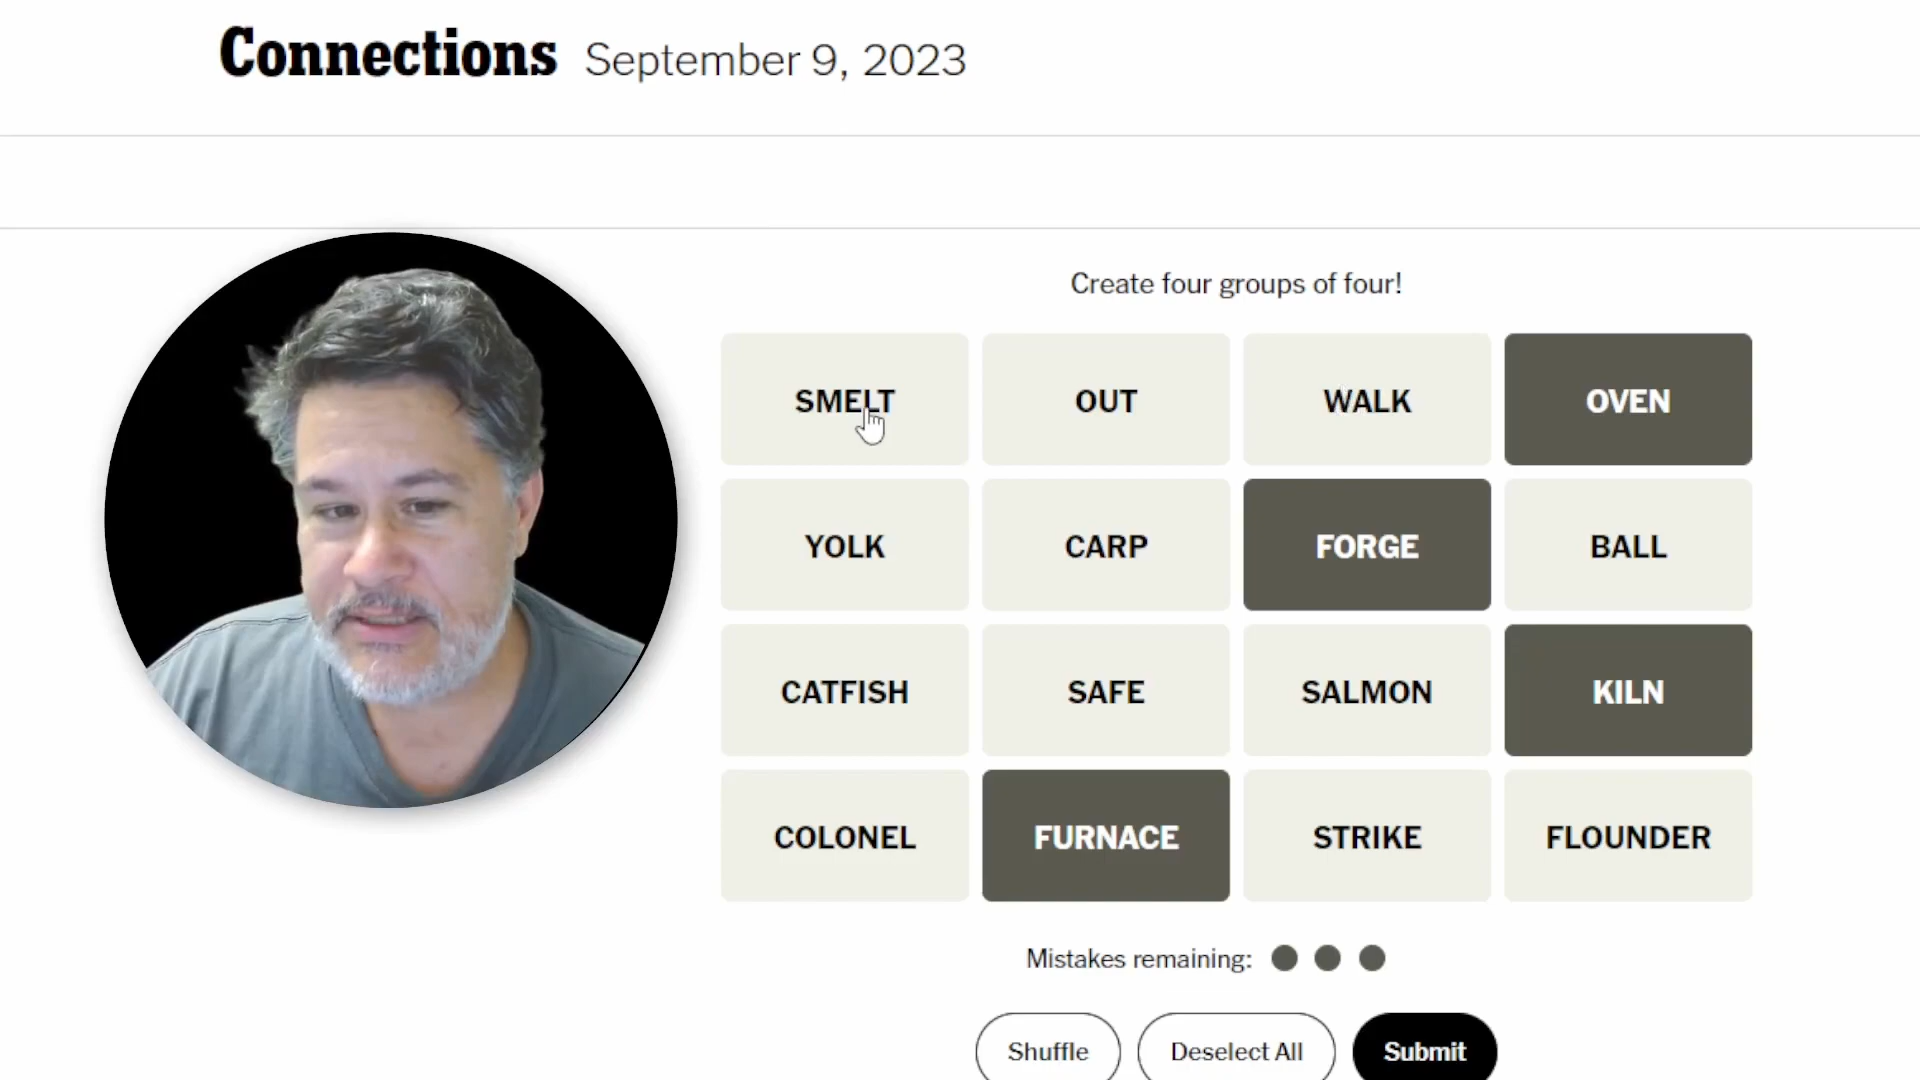 Connections September 9, 2023
Create four groups of four!
SMELT OUT WALK OVEN
YOLK CARP FORGE BALL
CATFISH SAFE SALMON KILN
COLONEL FURNACE STRIKE FLOUNDER
Mistakes remaining:
Shuffle Deselect All Submit